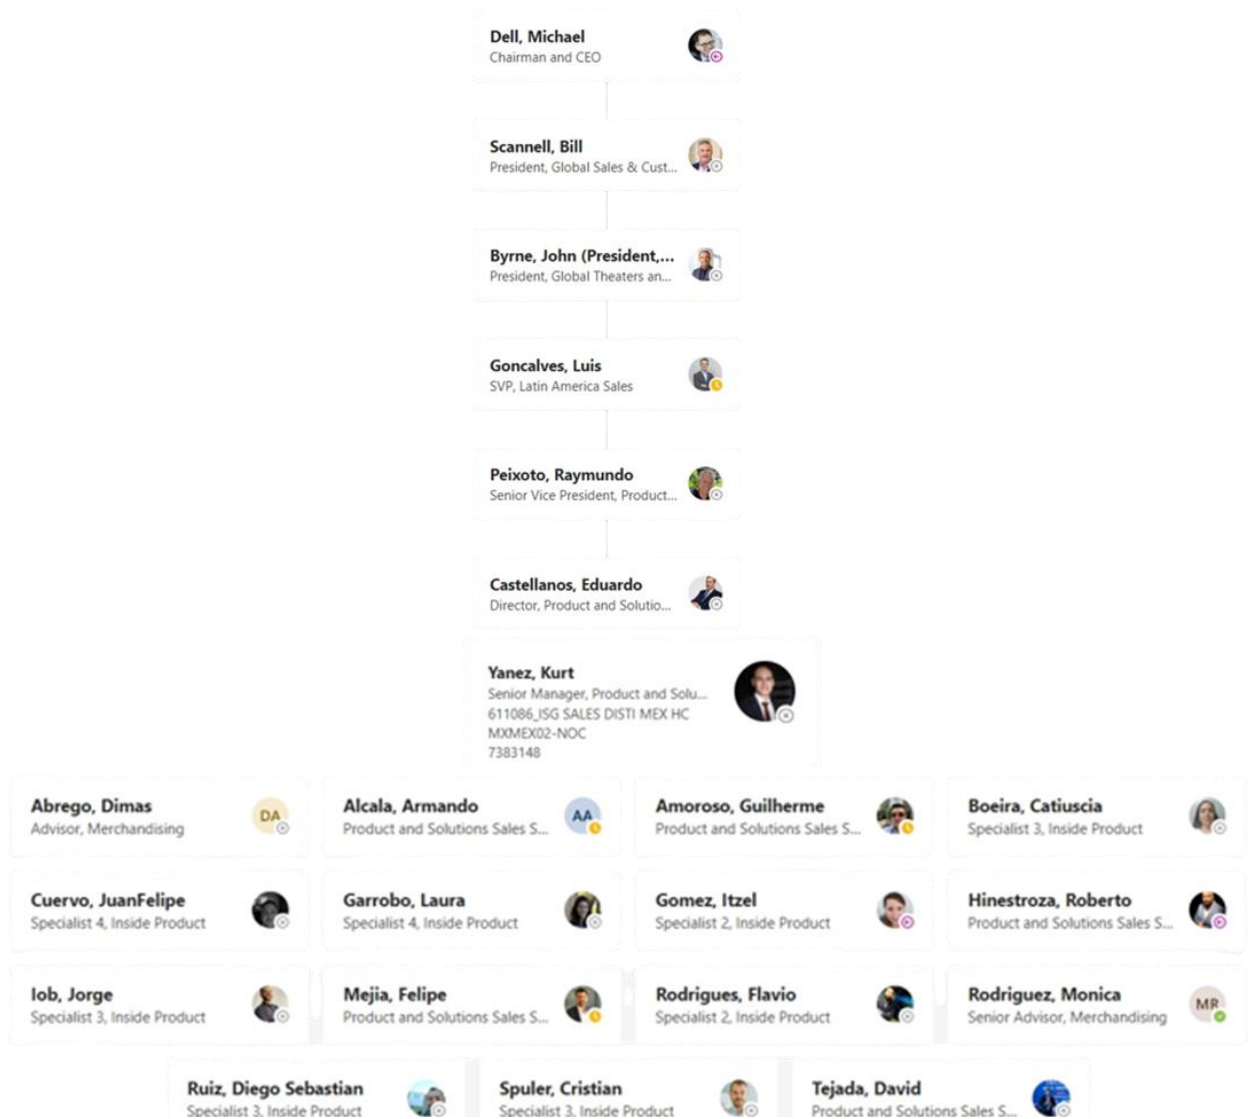 Dell, Michael
Chairman and CEO
Scannell, Bill
President, Global Sales & Cust...
Byrne, John (President,...
President, Global Theaters an...
Goncalves, Luis
SVP, Latin America Sales
Peixoto, Raymundo
Senior Vice President, Product...
Castellanos, Eduardo
Director, Product and Solutio...
Yanez, Kurt
Senior Manager, Product and Solu...
611086_ISG SALES DISTI MEX HC
MXMEX02-NOC
7383148
Abrego, Dimas
Advisor, Merchandising
DA
Alcala, Armando
Product and Solutions Sales S...
AA
Amoroso, Guilherme
Product and Solutions Sales S...
Boeira, Catiuscia
Specialist 3, Inside Product
Cuervo, JuanFelipe
Specialist 4, Inside Product
Garrobo, Laura
Specialist 4, Inside Product
Gomez, Itzel
Specialist 2, Inside Product
Hinestroza, Roberto
Product and Solutions Sales S...
Iob, Jorge
Specialist 3, Inside Product
Mejia, Felipe
Product and Solutions Sales S...
Rodrigues, Flavio
Specialist 2, Inside Product
Rodriguez, Monica
Senior Advisor, Merchandising
MR
Ruiz, Diego Sebastian
Specialist 3, Inside Product
Spuler, Cristian
Specialist 3, Inside Product
Tejada, David
Product and Solutions Sales S...